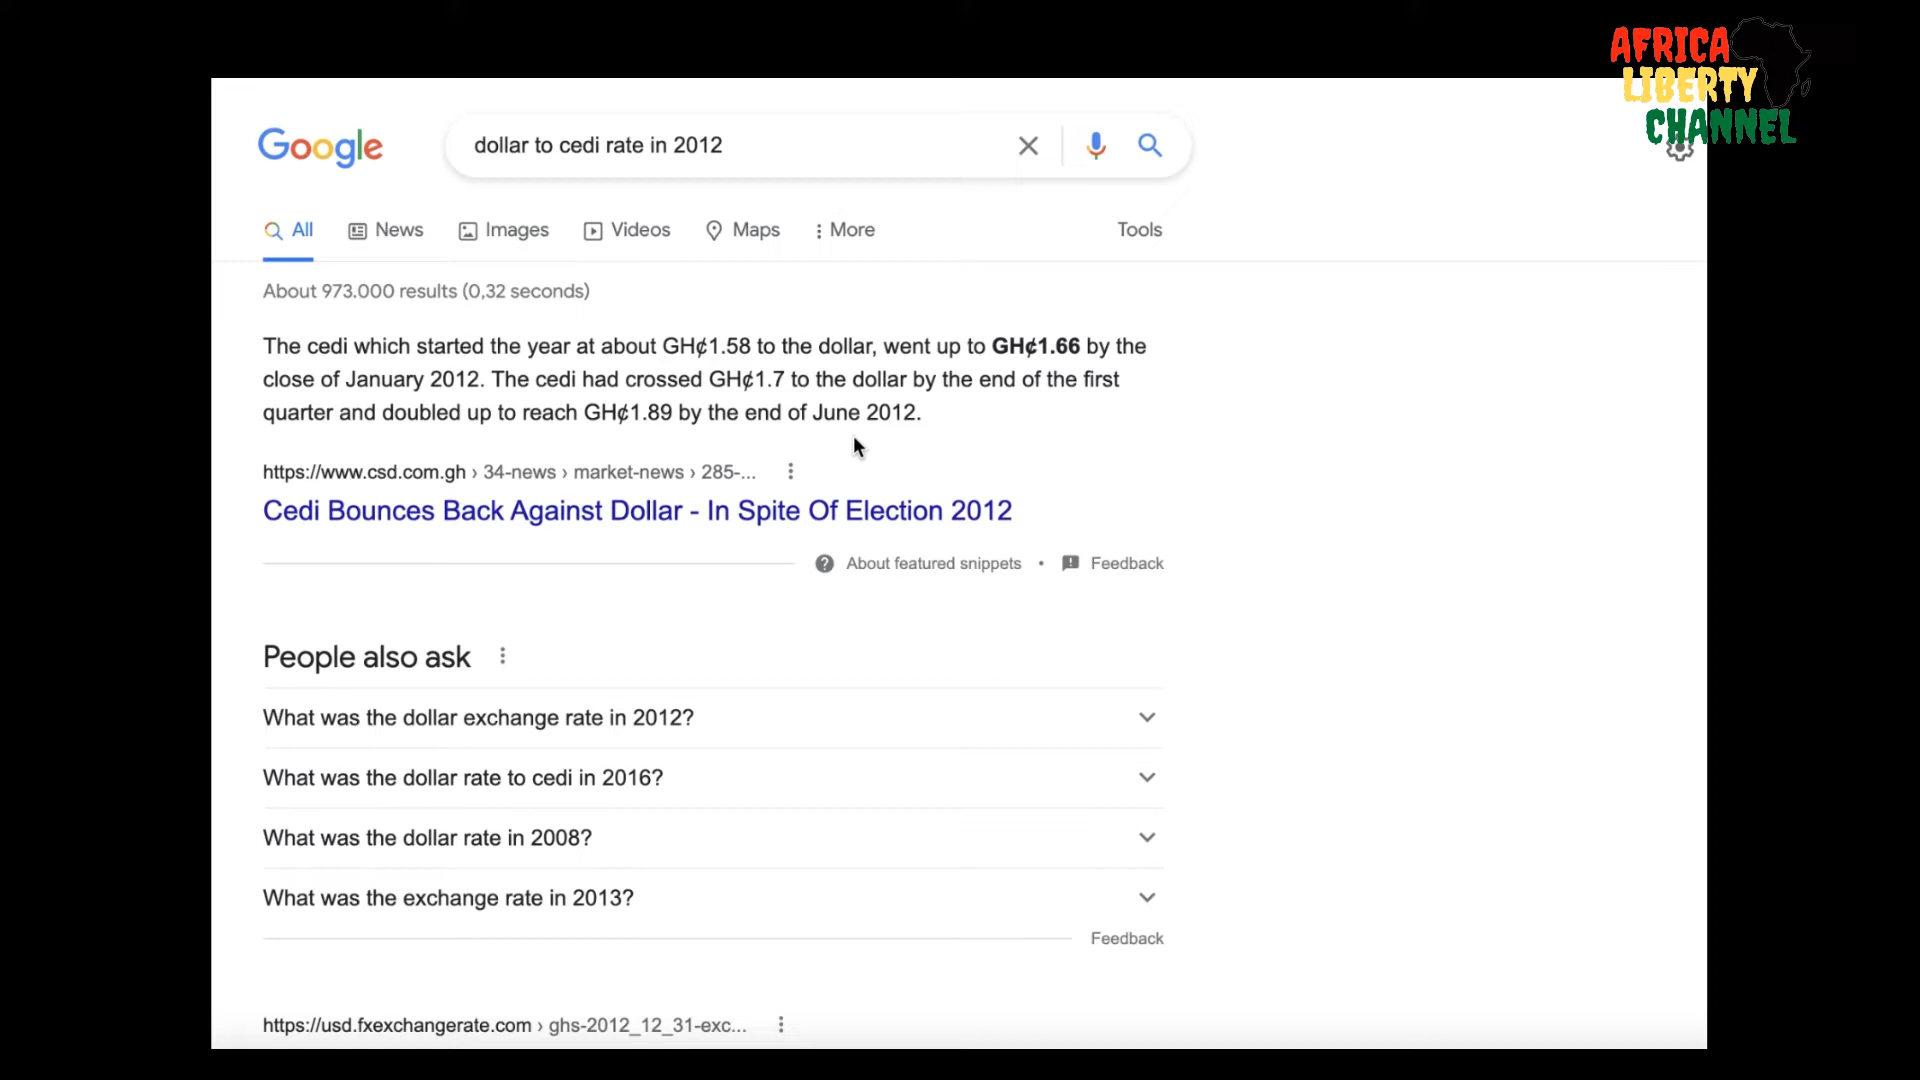 AFRICA
LIBERTY
CHANNEL
Google
dollar to cedi rate in 2012
All News Images Videos Maps More Tools
About 973.000 results (0,32 seconds)
The cedi which started the year at about GH¢1.58 to the dollar, went up to GH¢1.66 by the
close of January 2012. The cedi had crossed GH¢1.7 to the dollar by the end of the first
quarter and doubled up to reach GH¢1.89 by the end of June 2012.
https://www.csd.com.gh › 34-news › market-news › 285-...
Cedi Bounces Back Against Dollar - In Spite Of Election 2012
About featured snippets • Feedback
People also ask
What was the dollar exchange rate in 2012?
What was the dollar rate to cedi in 2016?
What was the dollar rate in 2008?
What was the exchange rate in 2013?
Feedback
https://usd.fxexchangerate.com › ghs-2012_12_31-exc...